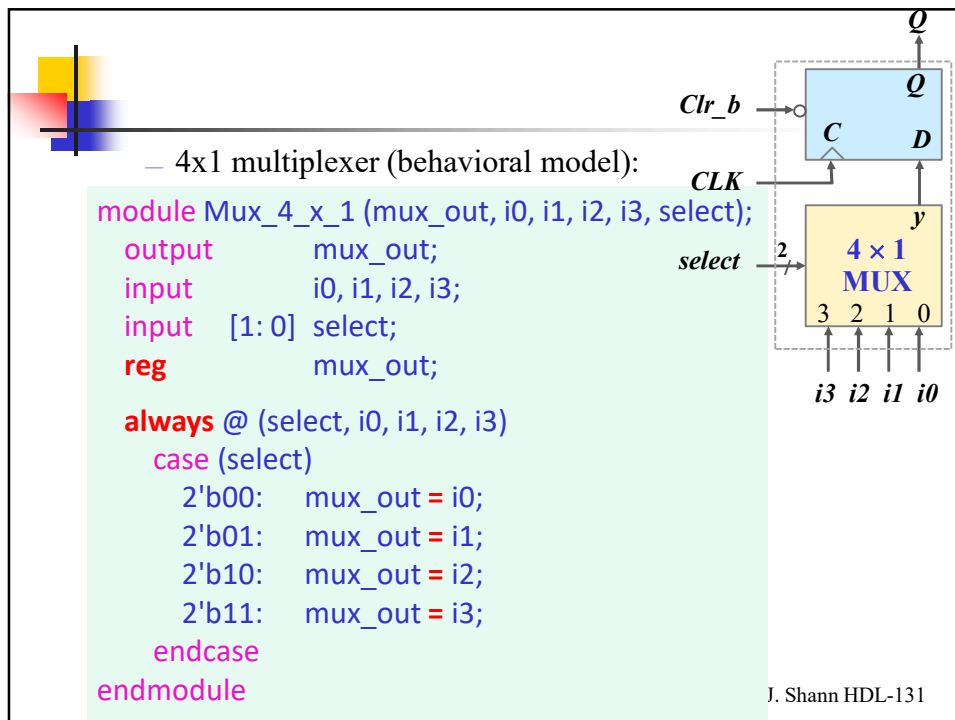 – 4x1 multiplexer (behavioral model):
module Mux_4_x_1 (mux_out, i0, i1, i2, i3, select);
output mux_out;
input i0, i1, i2, i3;
input [1: 0] select;
reg mux_out;
always @ (select, i0, i1, i2, i3)
case (select)
2'b00: mux_out = i0;
2'b01: mux_out = i1;
2'b10: mux_out = i2;
2'b11: mux_out = i3;
endcase
endmodule
Q
Q
Clr_b
C D
CLK
y
select 2 4 × 1
MUX
3 2 1 0
i3 i2 i1 i0
J. Shann HDL-131